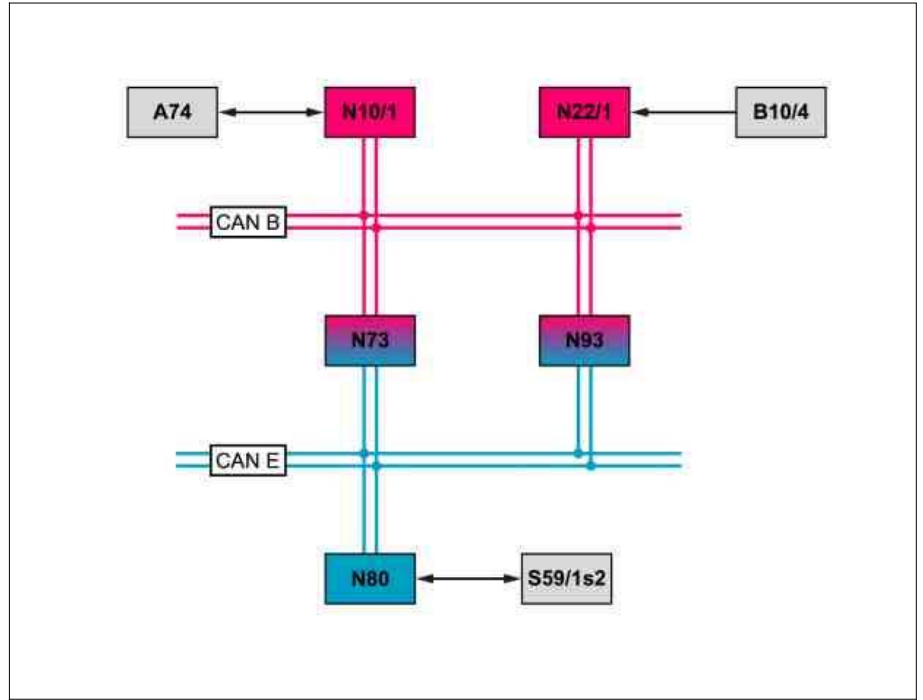 A74
N10/1
N22/1
B10/4
CAN B
N73
N93
CAN E
N80
S59/1s2